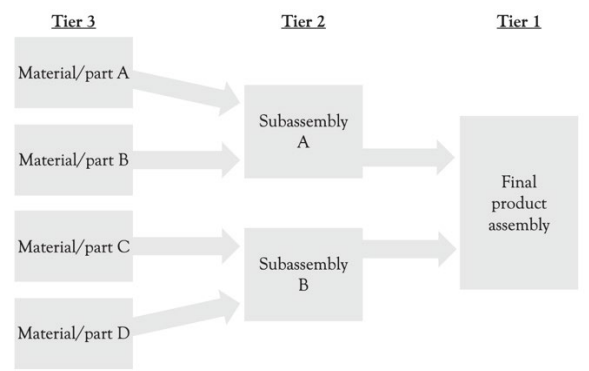 Tier 3
Tier 2
Tier 1
Material/part A
Material/part B
Material/part C
Material/part D
Subassembly
A
Subassembly
B
Final
product
assembly